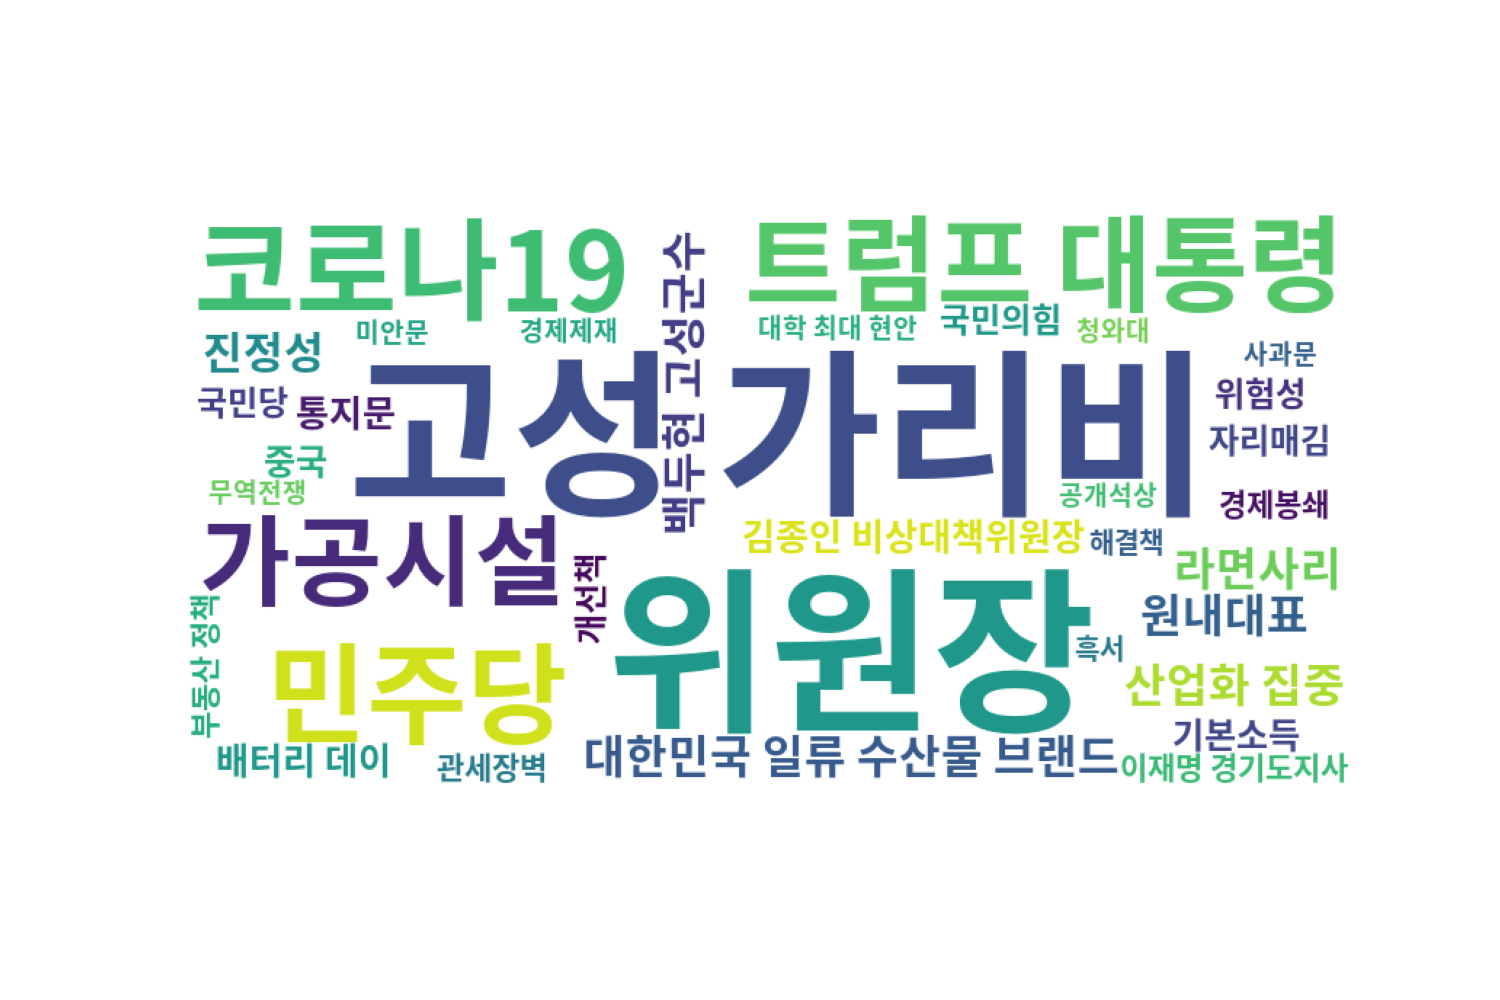 코로나19
트럼프 대통령
백두현 고성군수
진정성
미안문
경제제재
대학 최대 현안
국민의힘
청와대
사과문
국민당
통지문
고성 가리비
위험성
자리매김
중국
무역전쟁
공개석상
경제봉쇄
가공시설
김종인 비상대책위원장
해결책
라면사리
개선책
위원장
원내대표
부동산 정책
민주당
흑서
산업화 집중
기본소득
배터리 데이
관세장벽
대한민국 일류 수산물 브랜드
이재명 경기도지사